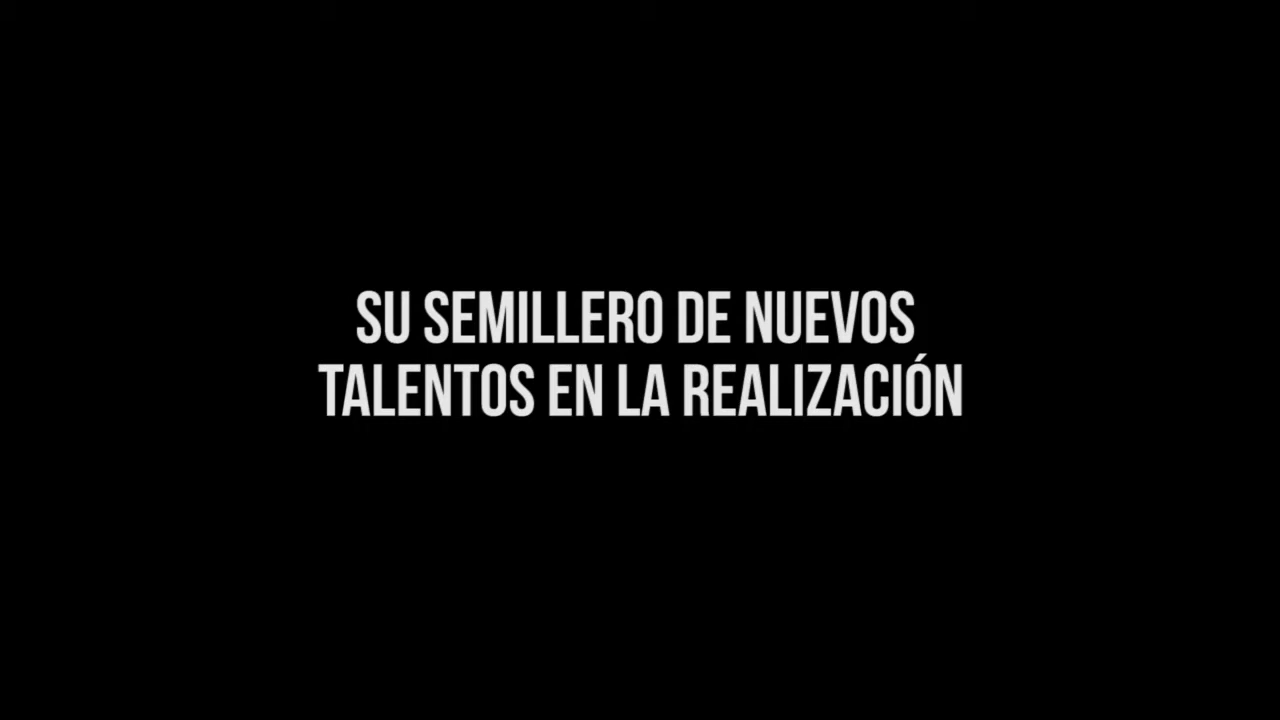 SU SEMILLERO DE NUEVOS
TALENTOS EN LA REALIZACIÓN